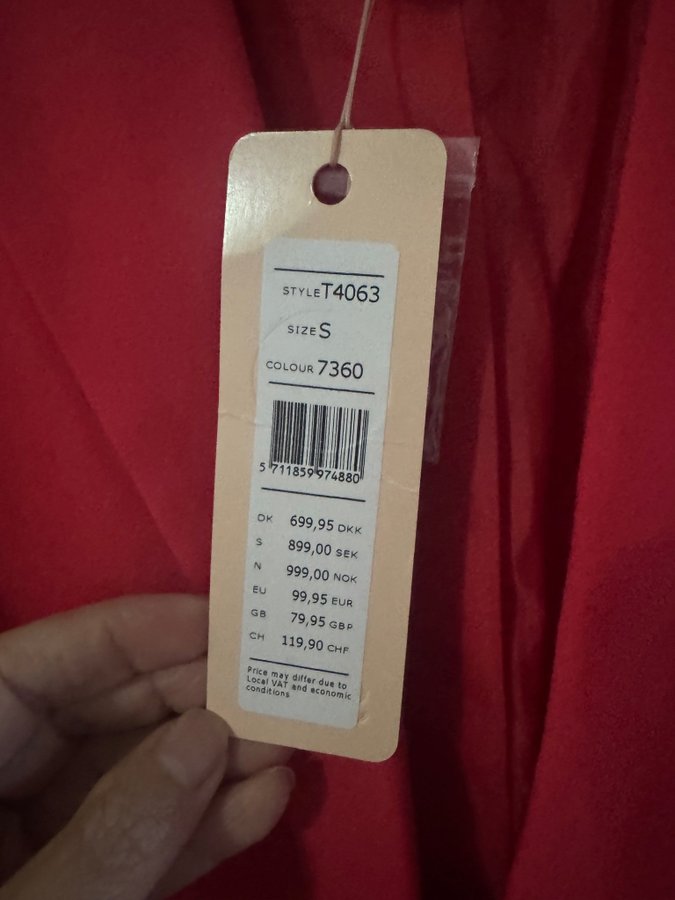 STYLE T4063
SIZE S
COLOUR 7360
5 711859 974880
DK 699,95 DKK
S 899,00 SEK
N 999,00 NOK
EU 99,95 EUR
GB 79,95 GBP
CH 119,90 CHF
Price may differ due to
Local VAT and economic
conditions